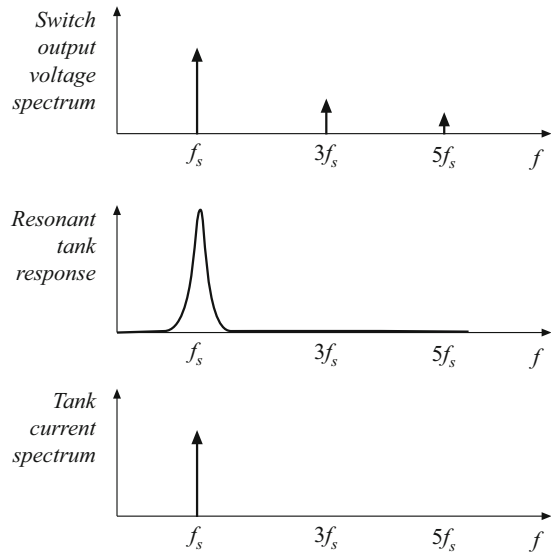 Switch
output
voltage
spectrum
f_s 3f_s 5f_s f
Resonant
tank
response
f_s 3f_s 5f_s f
Tank
current
spectrum
f_s 3f_s 5f_s f